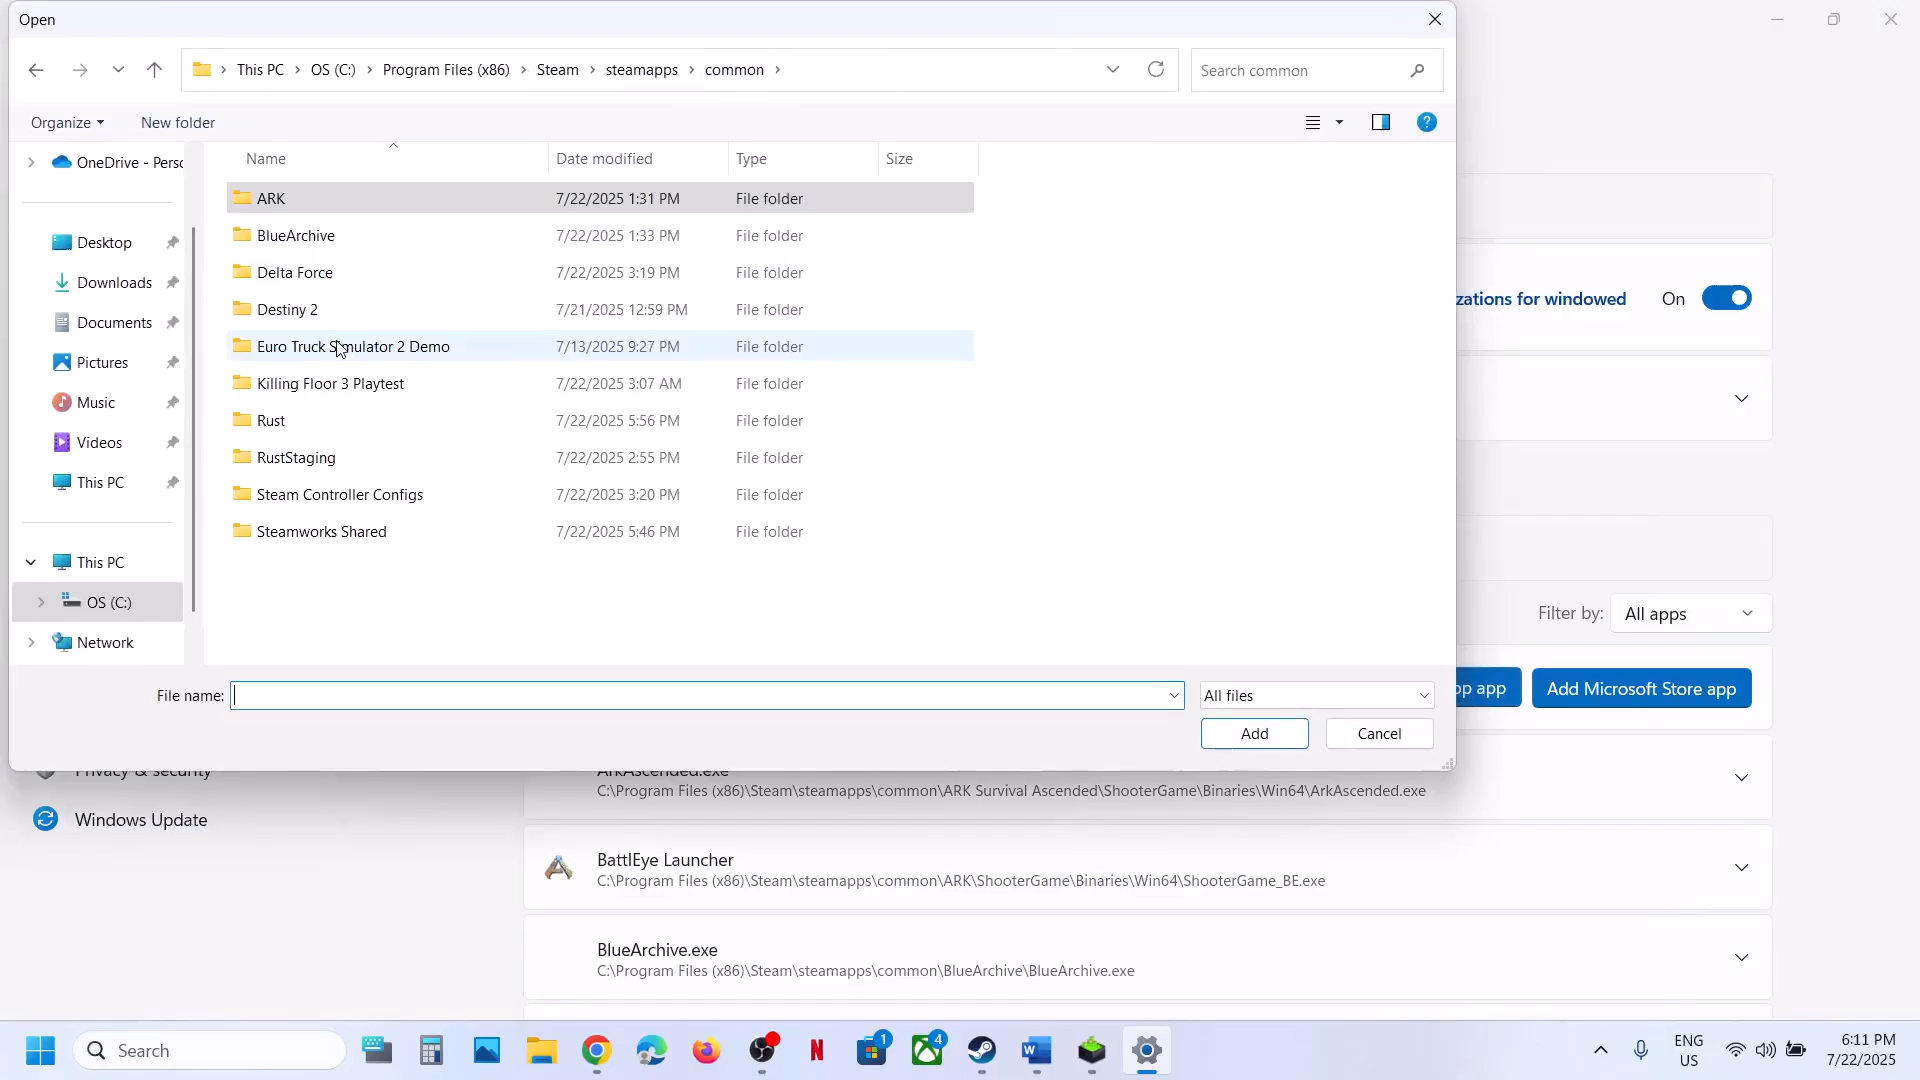 Open
This PC > OS (C:) > Program Files (x86) > Steam > steamapps > common >
Search common
Organize
New folder
OneDrive - Persc
Desktop
Downloads
Documents
Pictures
Music
Videos
This PC
This PC
OS (C:)
Network
Name Date modified Type Size
ARK 7/22/2025 1:31 PM File folder
BlueArchive 7/22/2025 1:33 PM File folder
Delta Force 7/22/2025 3:19 PM File folder
Destiny 2 7/21/2025 12:59 PM File folder
Euro Truck Simulator 2 Demo 7/13/2025 9:27 PM File folder
Killing Floor 3 Playtest 7/22/2025 3:07 AM File folder
Rust 7/22/2025 5:56 PM File folder
RustStaging 7/22/2025 2:55 PM File folder
Steam Controller Configs 7/22/2025 3:20 PM File folder
Steamworks Shared 7/22/2025 5:46 PM File folder
File name:
All files
Add
Cancel
zations for windowed On
Filter by: All apps
pp app
Add Microsoft Store app
Privacy & security
Windows Update
ArkAscended.exe
C:\Program Files (x86)\Steam\steamapps\common\ARK Survival Ascended\ShooterGame\Binaries\Win64\ArkAscended.exe
BattlEye Launcher
C:\Program Files (x86)\Steam\steamapps\common\ARK\ShooterGame\Binaries\Win64\ShooterGame_BE.exe
BlueArchive.exe
C:\Program Files (x86)\Steam\steamapps\common\BlueArchive\BlueArchive.exe
Search
1
4
ENG
US
6:11 PM
7/22/2025